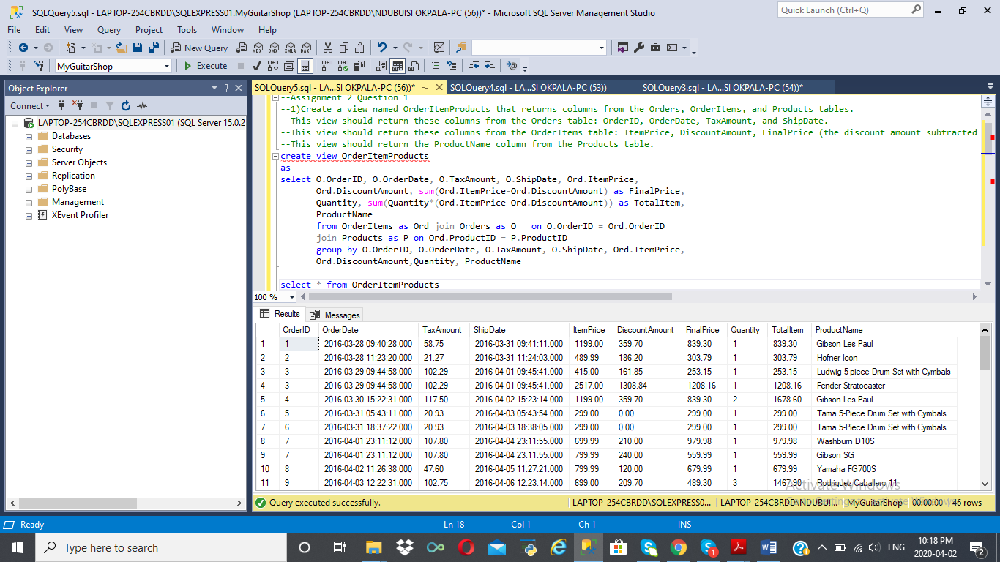 SQLQuery5.sql - LAPTOP-254CBRDD\SQLEXPRESS01.MyGuitarShop (LAPTOP-254CBRDD\NDUBUISI OKPALA-PC (56))* - Microsoft SQL Server Management Studio
Quick Launch (Ctrl+Q)
File Edit View Query Project Tools Window Help
New Query
MDX DMX XMLA DAX
MyGuitarShop
Execute
Object Explorer
SQLQuery5.sql - LA...SI OKPALA-PC (56))*
SQLQuery4.sql - LA...SI OKPALA-PC (53))
SQLQuery3.sql - LA...SI OKPALA-PC (54))*
Connect
LAPTOP-254CBRDD\SQLEXPRESS01 (SQL Server 15.0.2
Databases
Security
Server Objects
Replication
PolyBase
Management
XEvent Profiler
--Assignment 2 Question 1
--1)Create a view named OrderItemProducts that returns columns from the Orders, OrderItems, and Products tables.
--This view should return these columns from the Orders table: OrderID, OrderDate, TaxAmount, and ShipDate.
--This view should return these columns from the OrderItems table: ItemPrice, DiscountAmount, FinalPrice (the discount amount subtracted
--This view should return the ProductName column from the Products table.
create view OrderItemProducts
as
select O.OrderID, O.OrderDate, O.TaxAmount, O.ShipDate, Ord.ItemPrice,
Ord.DiscountAmount, sum(Ord.ItemPrice-Ord.DiscountAmount) as FinalPrice,
Quantity, sum(Quantity*(Ord.ItemPrice-Ord.DiscountAmount)) as TotalItem,
ProductName
from OrderItems as Ord join Orders as O on O.OrderID = Ord.OrderID
join Products as P on Ord.ProductID = P.ProductID
group by O.OrderID, O.OrderDate, O.TaxAmount, O.ShipDate, Ord.ItemPrice,
Ord.DiscountAmount,Quantity, ProductName
select * from OrderItemProducts
100 %
Results Messages
OrderID OrderDate TaxAmount ShipDate ItemPrice DiscountAmount FinalPrice Quantity TotalItem ProductName
1 1 2016-03-28 09:40:28.000 58.75 2016-03-31 09:41:11.000 1199.00 359.70 839.30 1 839.30 Gibson Les Paul
2 2 2016-03-28 11:23:20.000 21.27 2016-03-31 11:24:03.000 489.99 186.20 303.79 1 303.79 Hofner Icon
3 3 2016-03-29 09:44:58.000 102.29 2016-04-01 09:45:41.000 415.00 161.85 253.15 1 253.15 Ludwig 5-piece Drum Set with Cymbals
4 3 2016-03-29 09:44:58.000 102.29 2016-04-01 09:45:41.000 2517.00 1308.84 1208.16 1 1208.16 Fender Stratocaster
5 4 2016-03-30 15:22:31.000 117.50 2016-04-02 15:23:14.000 1199.00 359.70 839.30 2 1678.60 Gibson Les Paul
6 5 2016-03-31 05:43:11.000 20.93 2016-04-03 05:43:54.000 299.00 0.00 299.00 1 299.00 Tama 5-Piece Drum Set with Cymbals
7 6 2016-03-31 18:37:22.000 20.93 2016-04-03 18:38:05.000 299.00 0.00 299.00 1 299.00 Tama 5-Piece Drum Set with Cymbals
8 7 2016-04-01 23:11:12.000 107.80 2016-04-04 23:11:55.000 699.99 210.00 979.98 1 979.98 Washburn D10S
9 7 2016-04-01 23:11:12.000 107.80 2016-04-04 23:11:55.000 799.99 240.00 559.99 1 559.99 Gibson SG
10 8 2016-04-02 11:26:38.000 47.60 2016-04-05 11:27:21.000 799.99 120.00 679.99 1 679.99 Yamaha FG700S
11 9 2016-04-03 12:22:31.000 102.75 2016-04-06 12:23:14.000 699.00 209.70 489.30 3 1467.90 Rodriguez Caballero 11
Activate Windows
Query executed successfully.
LAPTOP-254CBRDD\SQLEXPRESS0... LAPTOP-254CBRDD\NDUBUI... MyGuitarShop 00:00:00 46 rows
Ready Ln 18 Col 1 Ch 1 INS
Type here to search
1
ENG
10:18 PM
2020-04-02
2